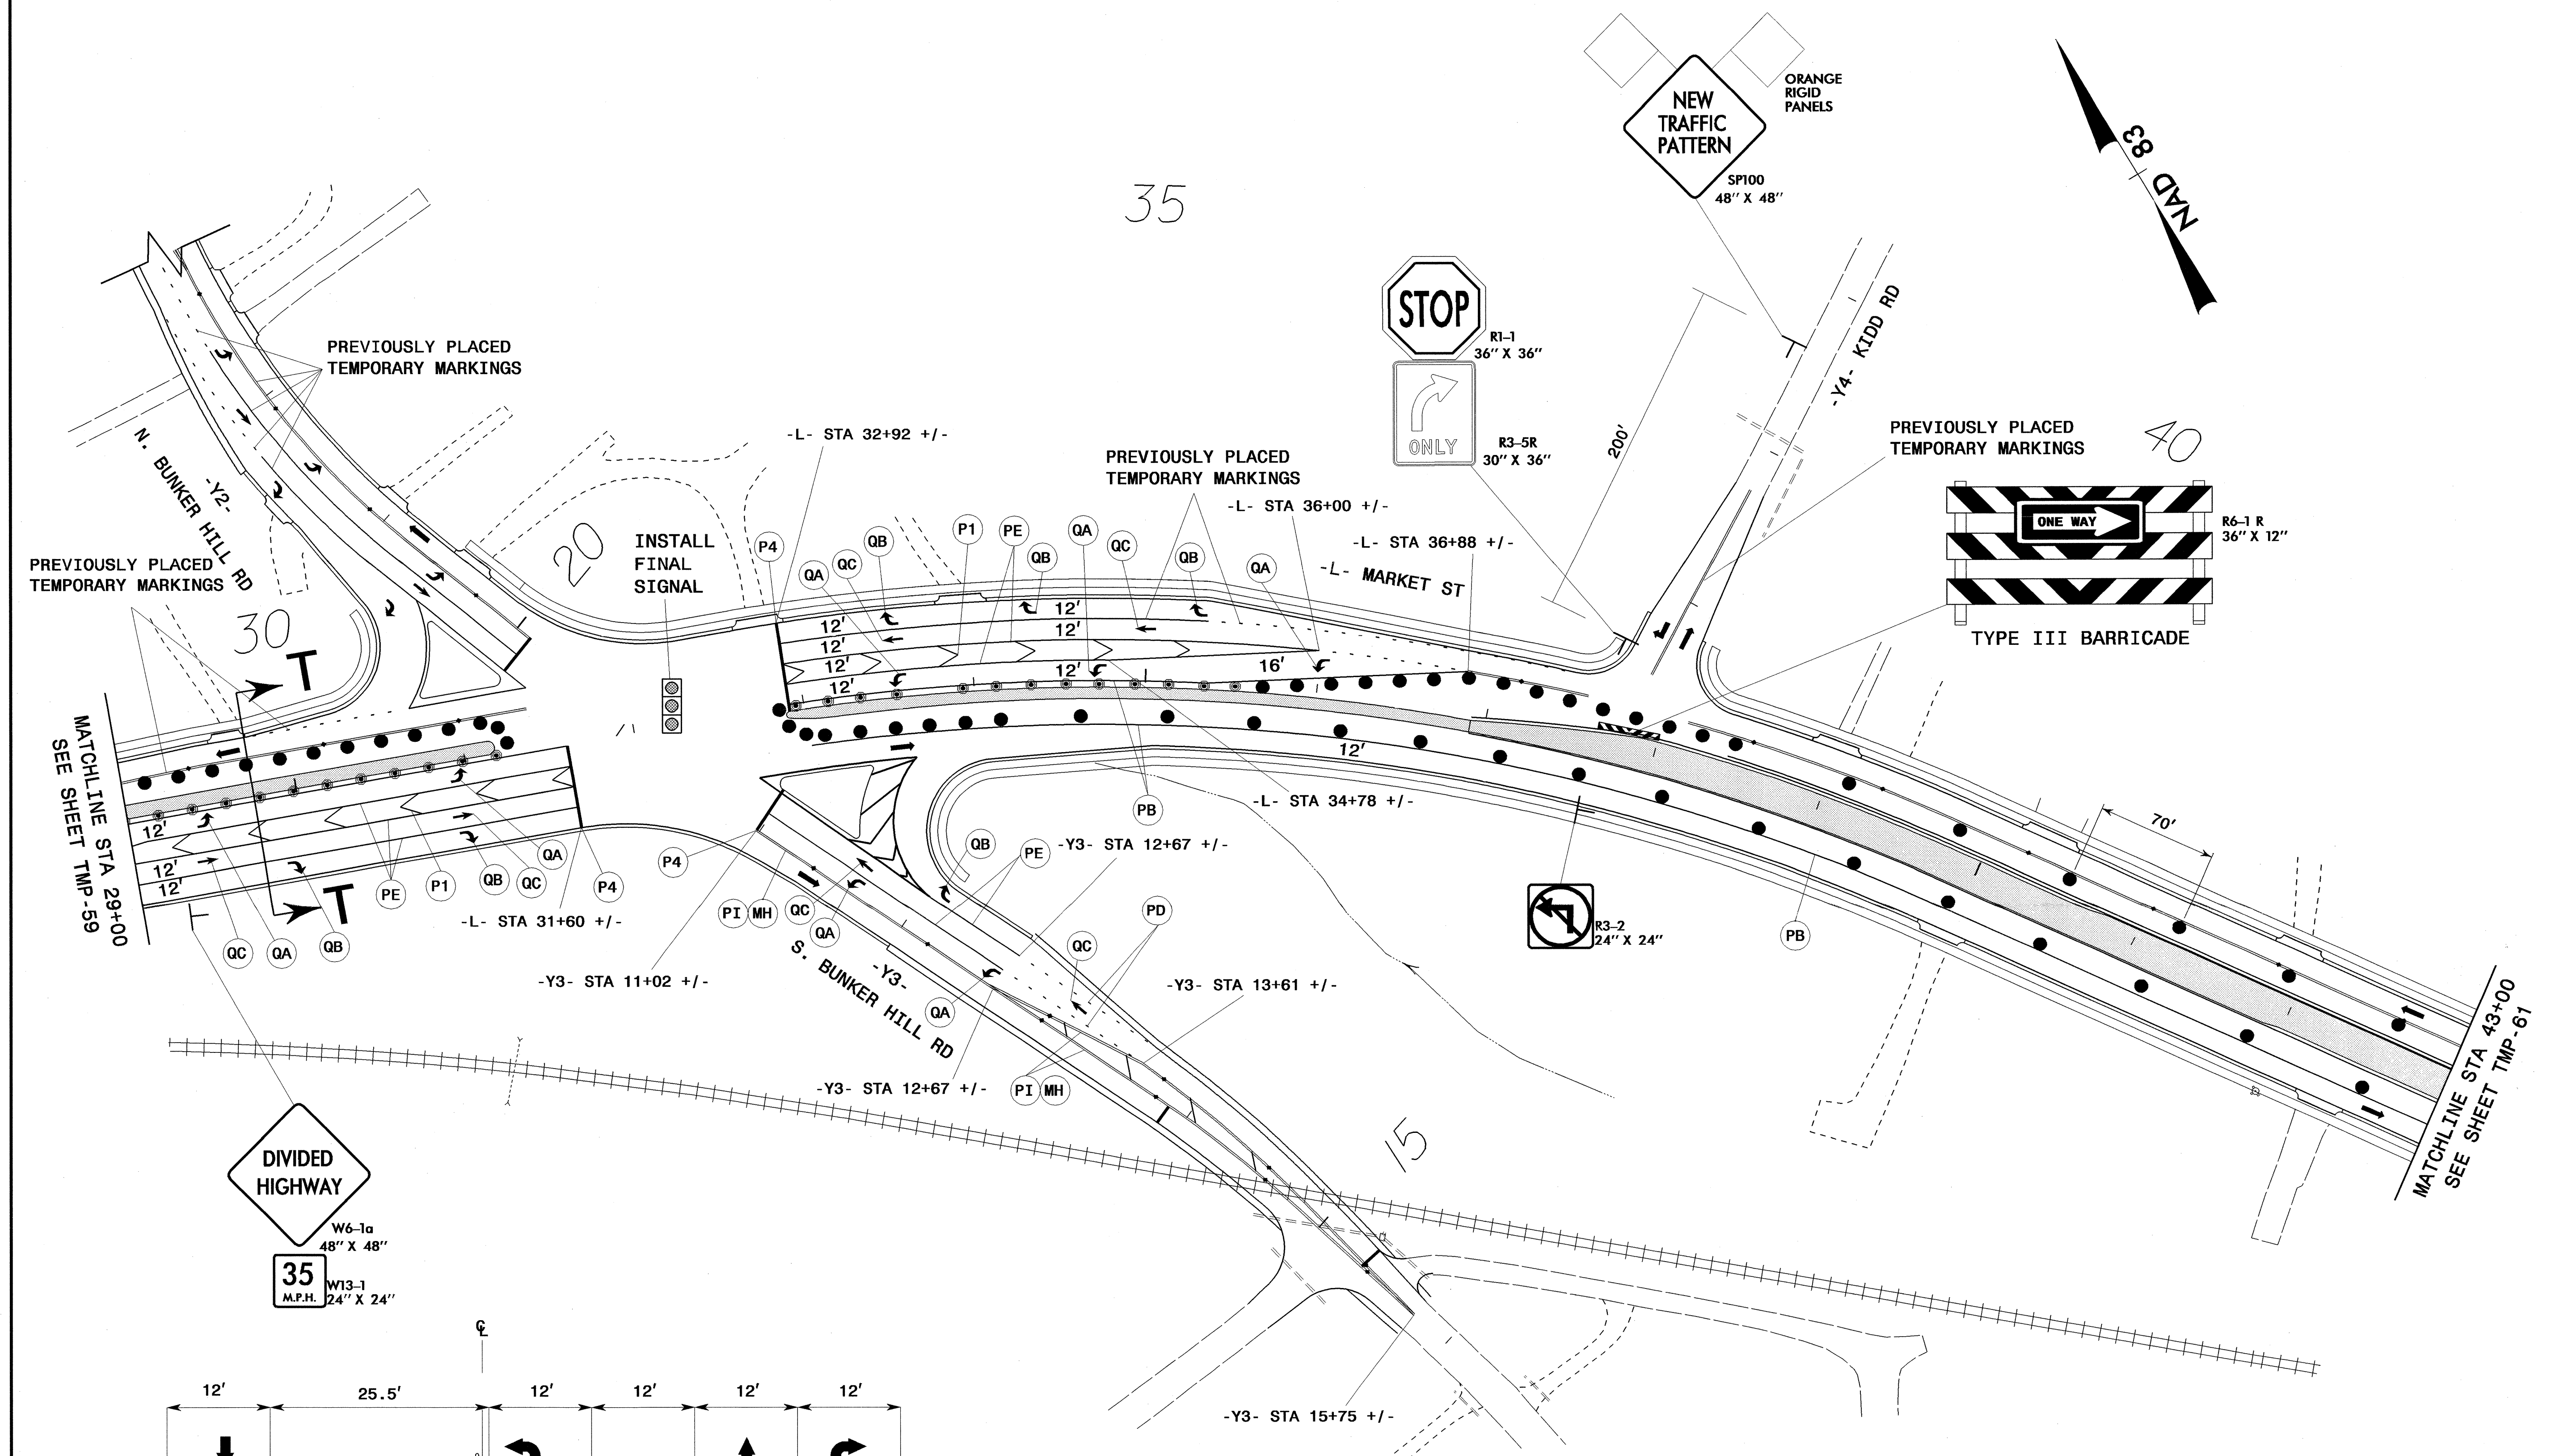 NEW
TRAFFIC
PATTERN
ORANGE
RIGID
PANELS
SP100
48" X 48"
NAD 83
35
STOP
R1-1
36" X 36"
ONLY
R3-5R
30" X 36"
200'
-Y4- KIDD RD
PREVIOUSLY PLACED
TEMPORARY MARKINGS
40
ONE WAY
R6-1 R
36" X 12"
TYPE III BARRICADE
PREVIOUSLY PLACED
TEMPORARY MARKINGS
-Y2-
N. BUNKER HILL RD
PREVIOUSLY PLACED
TEMPORARY MARKINGS
30
T
20
INSTALL
FINAL
SIGNAL
-L- STA 32+92 +/-
PREVIOUSLY PLACED
TEMPORARY MARKINGS
-L- STA 36+00 +/-
-L- STA 36+88 +/-
-L- MARKET ST
P4
QA
QC
QB
P1
PE
QB
QA
QC
QB
QA
12'
12'
12'
12'
12'
12'
12'
12'
16'
12'
MATCHLINE STA 29+00
SEE SHEET TMP-59
12'
12'
12'
QC
QA
QB
T
PE
P1
QB
QC
QA
P4
-L- STA 31+60 +/-
P4
PI
MH
QC
QA
QB
PE
PB
-L- STA 34+78 +/-
-Y3- STA 12+67 +/-
PD
QC
-Y3- STA 11+02 +/-
-Y3-
S. BUNKER HILL RD
QA
-Y3- STA 13+61 +/-
-Y3- STA 12+67 +/-
PI
MH
R3-2
24" X 24"
PB
70'
MATCHLINE STA 43+00
SEE SHEET TMP-61
15
DIVIDED
HIGHWAY
W6-1a
48" X 48"
35
M.P.H.
W13-1
24" X 24"
-Y3- STA 15+75 +/-
℄
12'
25.5'
12'
12'
12'
12'